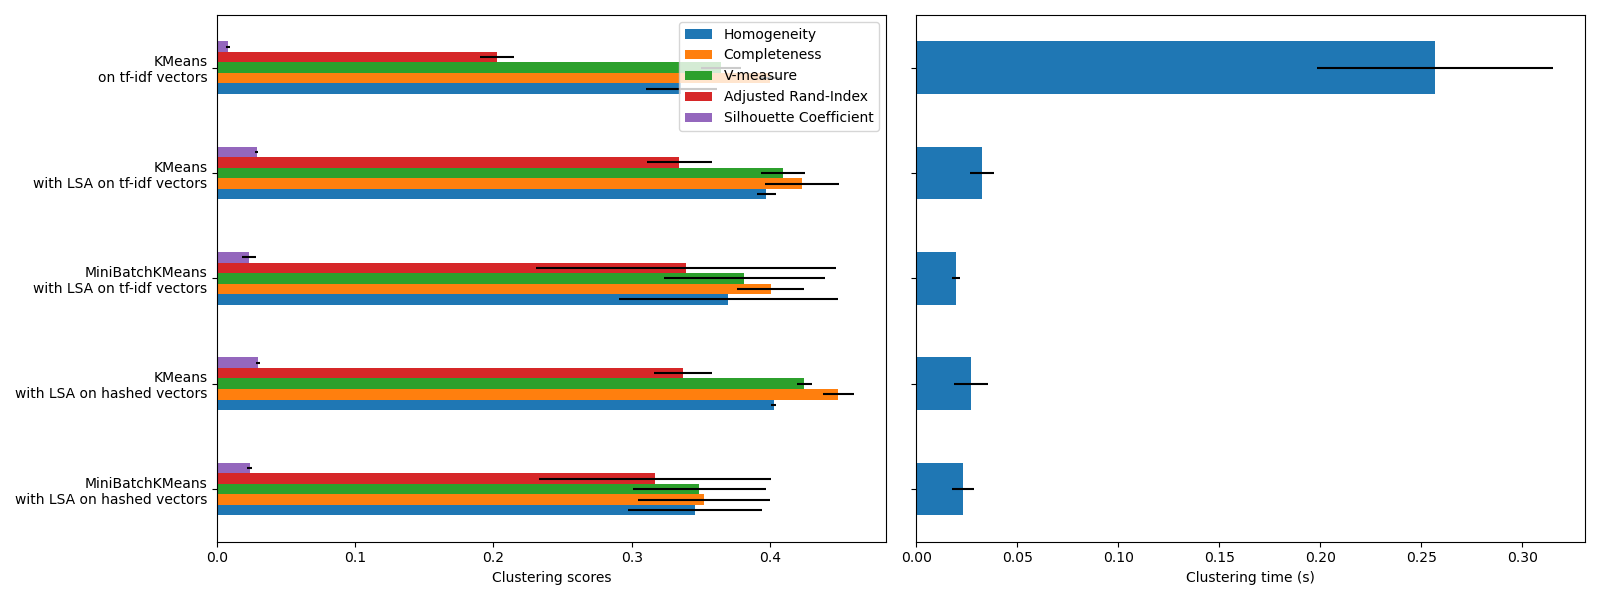 KMeans
on tf-idf vectors
KMeans
with LSA on tf-idf vectors
MiniBatchKMeans
with LSA on tf-idf vectors
KMeans
with LSA on hashed vectors
MiniBatchKMeans
with LSA on hashed vectors
Homogeneity
Completeness
V-measure
Adjusted Rand-Index
Silhouette Coefficient
0.0 0.1 0.2 0.3 0.4
Clustering scores
0.00 0.05 0.10 0.15 0.20 0.25 0.30
Clustering time (s)